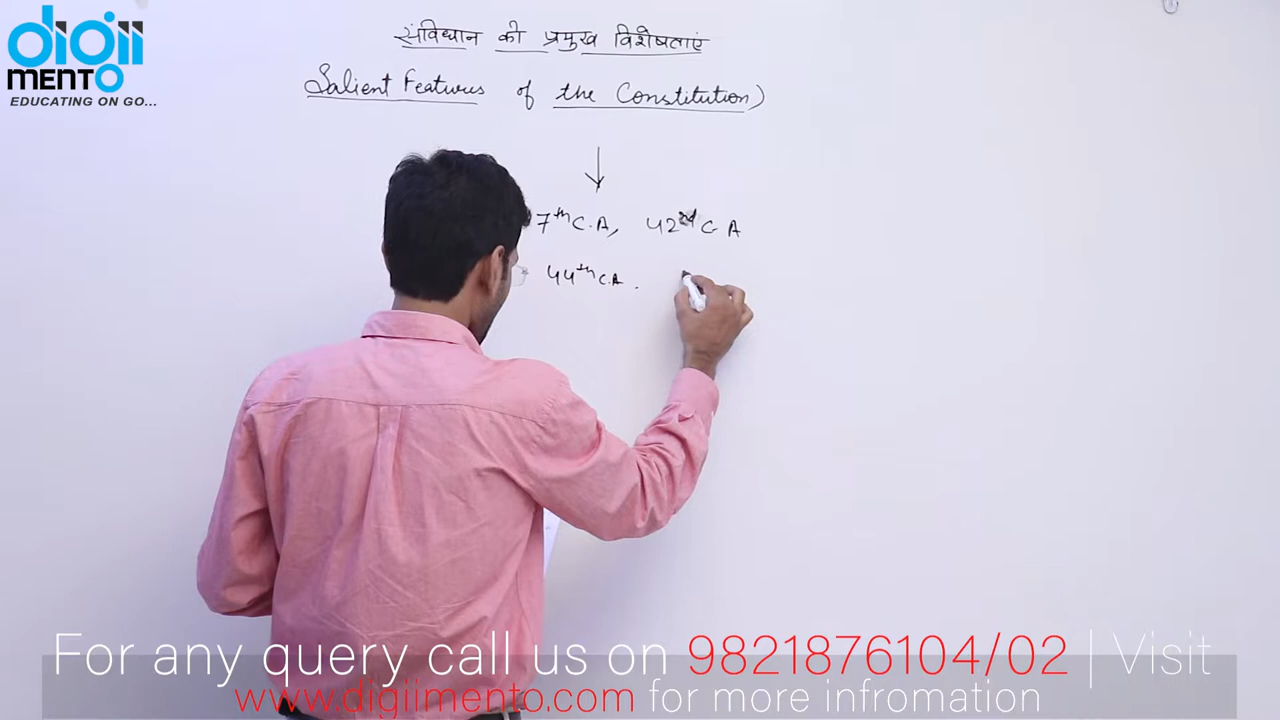 digii
MENTO
EDUCATING ON GO...
संविधान की प्रमुख विशेषताएं
Salient Features of the Constitution)
7th C.A, 42nd C A
44th C.A.
For any query call us on 9821876104/02 | Visit
www.digiimento.com for more infromation